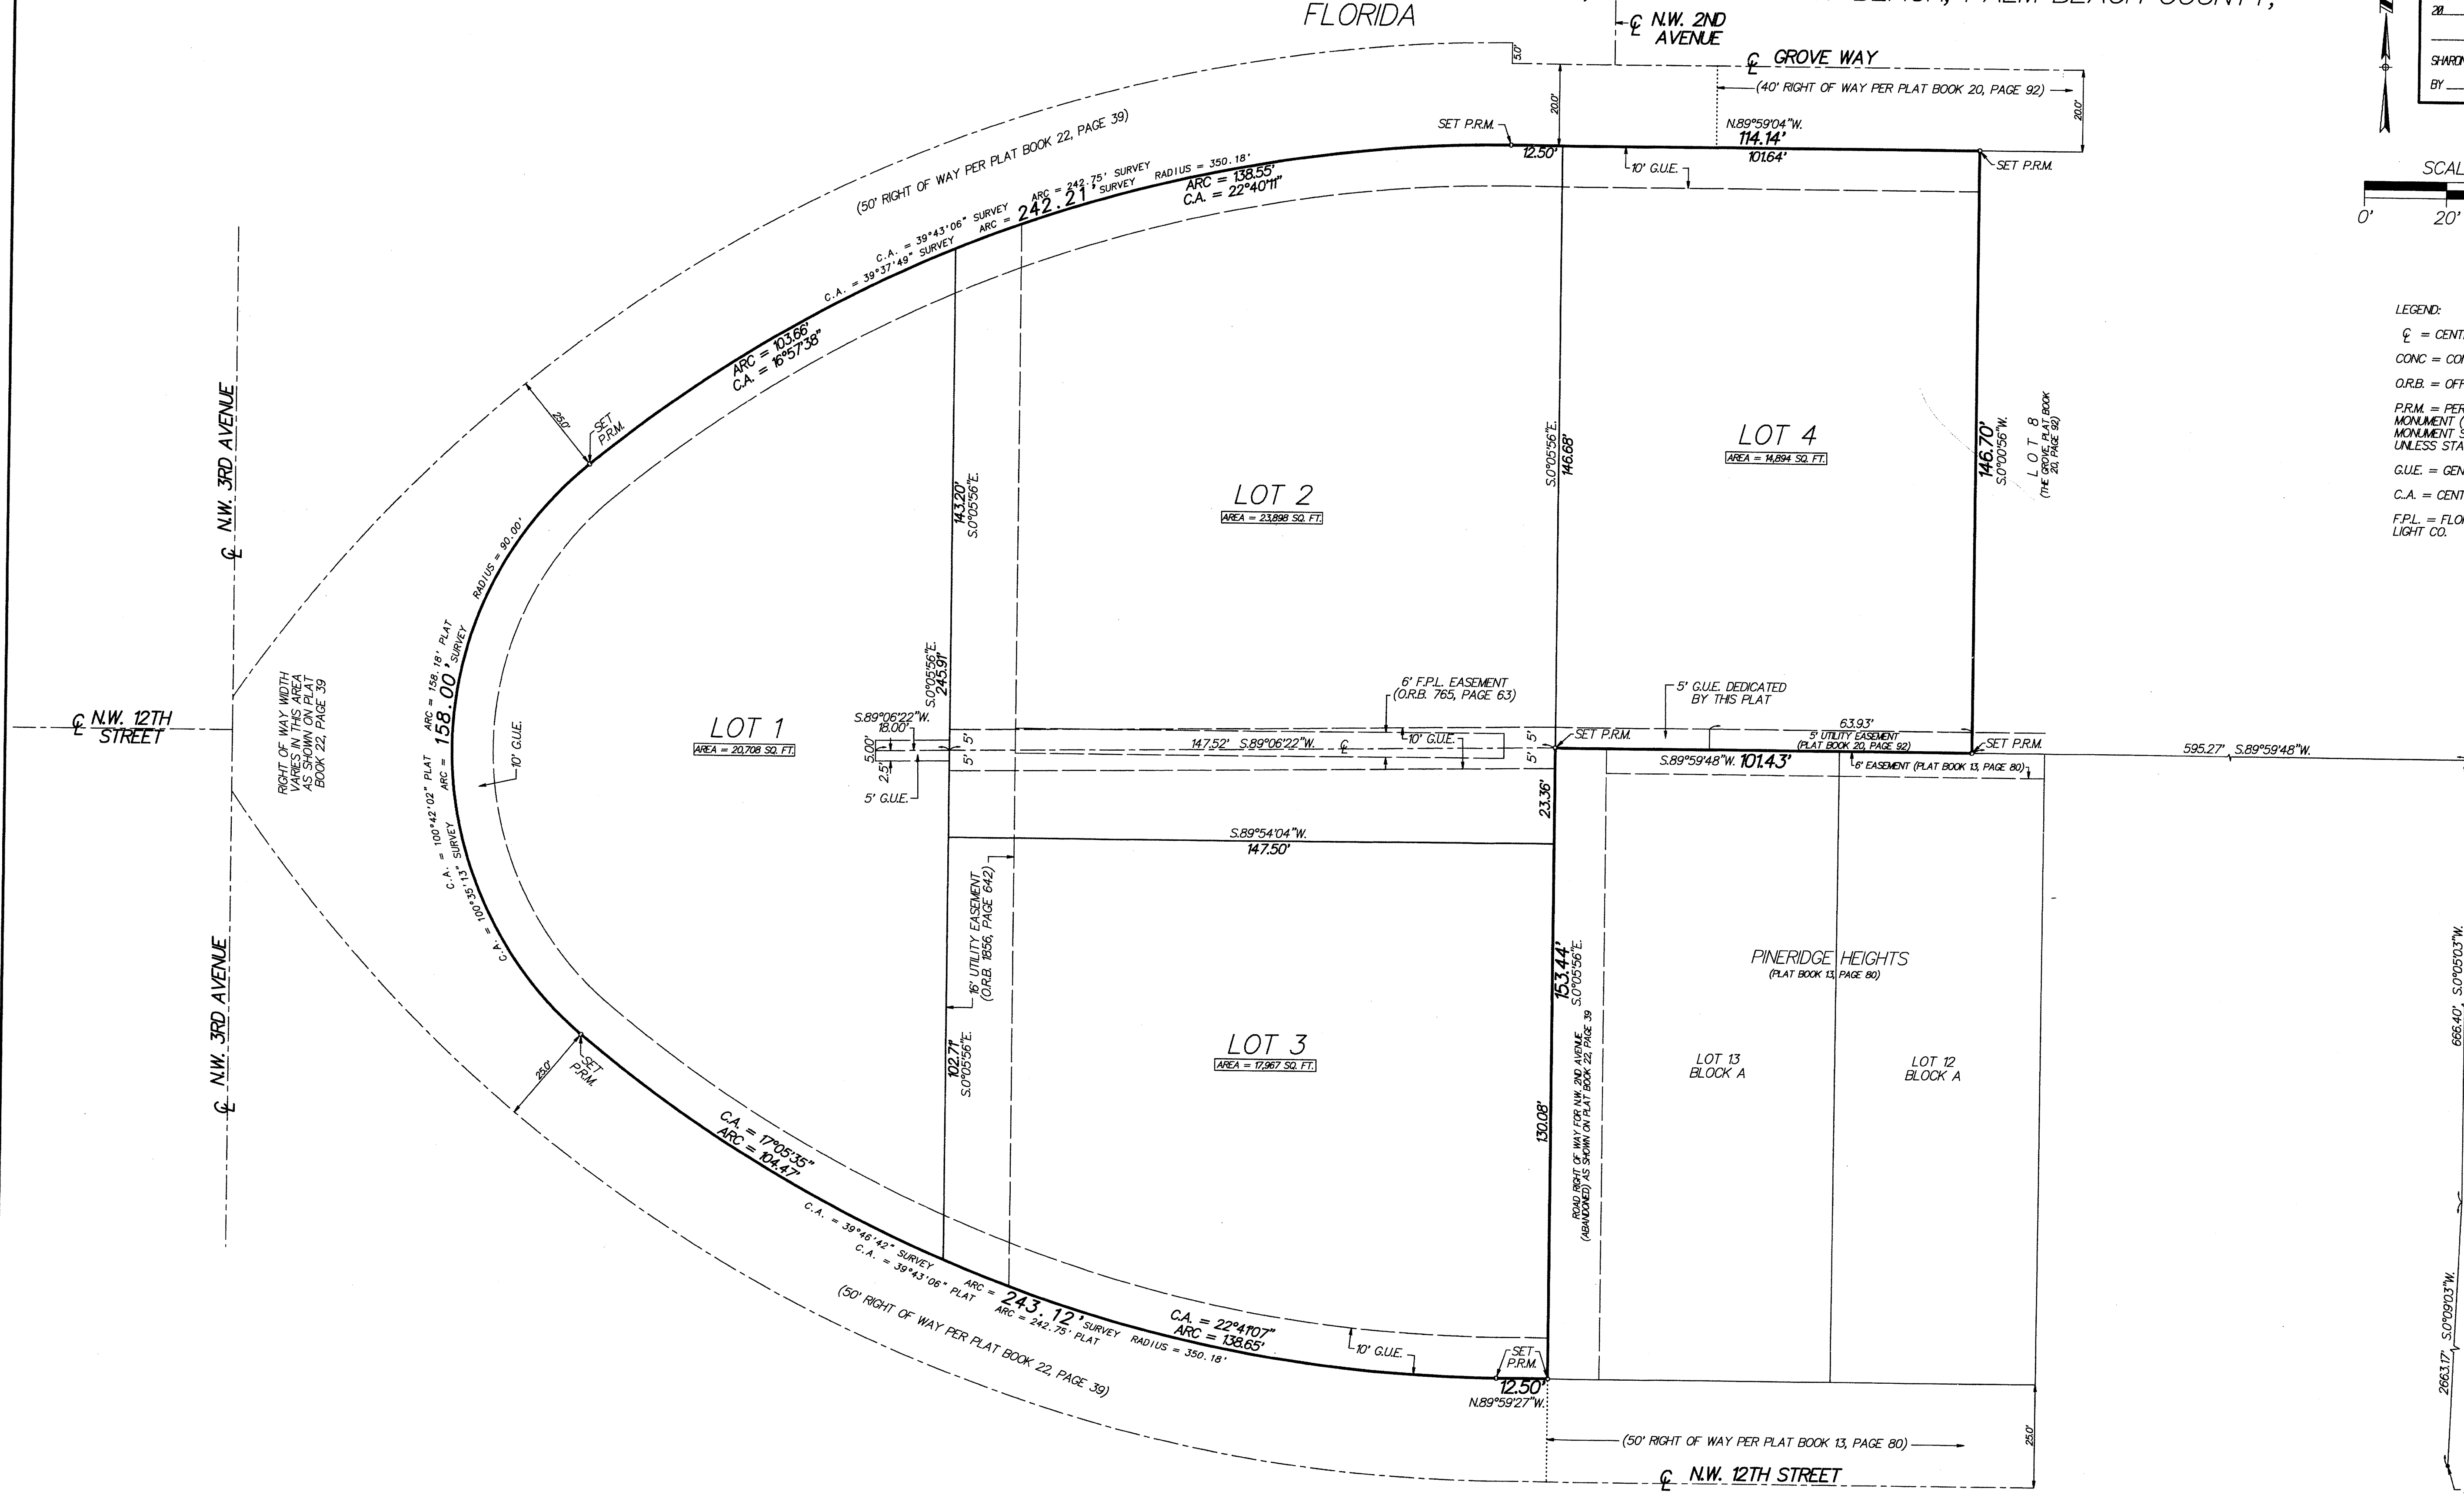 FLORIDA
BEACH, PALM BEACH COUNTY,
℄ N.W. 2ND
AVENUE
℄ GROVE WAY
(40' RIGHT OF WAY PER PLAT BOOK 20, PAGE 92)
5.0'
20.0'
20.0'
SET P.R.M.
N.89°59'04"W.
114.14'
12.50'
101.64'
10' G.U.E.
SET P.R.M.
(50' RIGHT OF WAY PER PLAT BOOK 22, PAGE 39)
C.A. = 39°43'06" SURVEY ARC = 242.75' SURVEY
C.A. = 39°37'49" SURVEY ARC = 242.21' SURVEY RADIUS = 350.18'
ARC = 138.55'
C.A. = 22°40'11"
ARC = 103.66'
C.A. = 16°57'38"
25.0'
SET
P.R.M.
℄ N.W. 3RD AVENUE
RADIUS = 90.00'
143.20'
S.0°05'56"E.
LOT 2
AREA = 23,898 SQ. FT.
S.0°05'56"E.
146.68'
LOT 4
AREA = 14,894 SQ. FT.
146.70'
S.0°00'56"W.
LOT 8
(THE GROVE, PLAT BOOK
20, PAGE 92)
℄ N.W. 12TH
STREET
RIGHT OF WAY WIDTH
VARIES IN THIS AREA
AS SHOWN ON PLAT
BOOK 22, PAGE 39
C.A. = 100°42'02" PLAT ARC = 158.18' PLAT
C.A. = 100°35'13" SURVEY ARC = 158.00' SURVEY
10' G.U.E.
LOT 1
AREA = 20,708 SQ. FT.
S.0°05'56"E.
245.91'
S.89°06'22"W.
18.00'
5.00'
2.5'
5' G.U.E.
5'
5'
147.52' S.89°06'22"W. ℄
6' F.P.L. EASEMENT
(O.R.B. 765, PAGE 63)
10' G.U.E.
5'
5'
5' G.U.E. DEDICATED
BY THIS PLAT
SET P.R.M.
63.93'
5' UTILITY EASEMENT
(PLAT BOOK 20, PAGE 92)
SET P.R.M.
S.89°59'48"W. 101.43'
6' EASEMENT (PLAT BOOK 13, PAGE 80)
595.27' S.89°59'48"W.
23.36'
S.89°54'04"W.
147.50'
16' UTILITY EASEMENT
(O.R.B. 1856, PAGE 642)
153.44'
S.0°05'56"E.
PINERIDGE HEIGHTS
(PLAT BOOK 13, PAGE 80)
℄ N.W. 3RD AVENUE
SET
P.R.M.
25.0'
102.71'
S.0°05'56"E.
LOT 3
AREA = 17,967 SQ. FT.
130.08'
ROAD RIGHT OF WAY FOR N.W. 2ND AVENUE
(ABANDONED) AS SHOWN ON PLAT BOOK 22, PAGE 39
LOT 13
BLOCK A
LOT 12
BLOCK A
C.A. = 17°05'35"
ARC = 104.47'
C.A. = 39°46'42" SURVEY ARC = 243.12' SURVEY RADIUS = 350.18'
C.A. = 39°43'06" PLAT ARC = 242.75' PLAT
C.A. = 22°41'07"
ARC = 138.65'
(50' RIGHT OF WAY PER PLAT BOOK 22, PAGE 39)
10' G.U.E.
SET
P.R.M.
12.50'
N.89°59'27"W.
(50' RIGHT OF WAY PER PLAT BOOK 13, PAGE 80)
25.0'
℄ N.W. 12TH STREET
20
SHARON
BY
SCAL
0' 20'
LEGEND:
℄ = CENT
CONC = CON
O.R.B. = OFF
P.R.M. = PER
MONUMENT (
MONUMENT S
UNLESS STA
G.U.E. = GEN
C.A. = CENT
F.P.L. = FLO
LIGHT CO.
666.40' S.0°05'03"W.
2663.17' S.0°09'03"W.